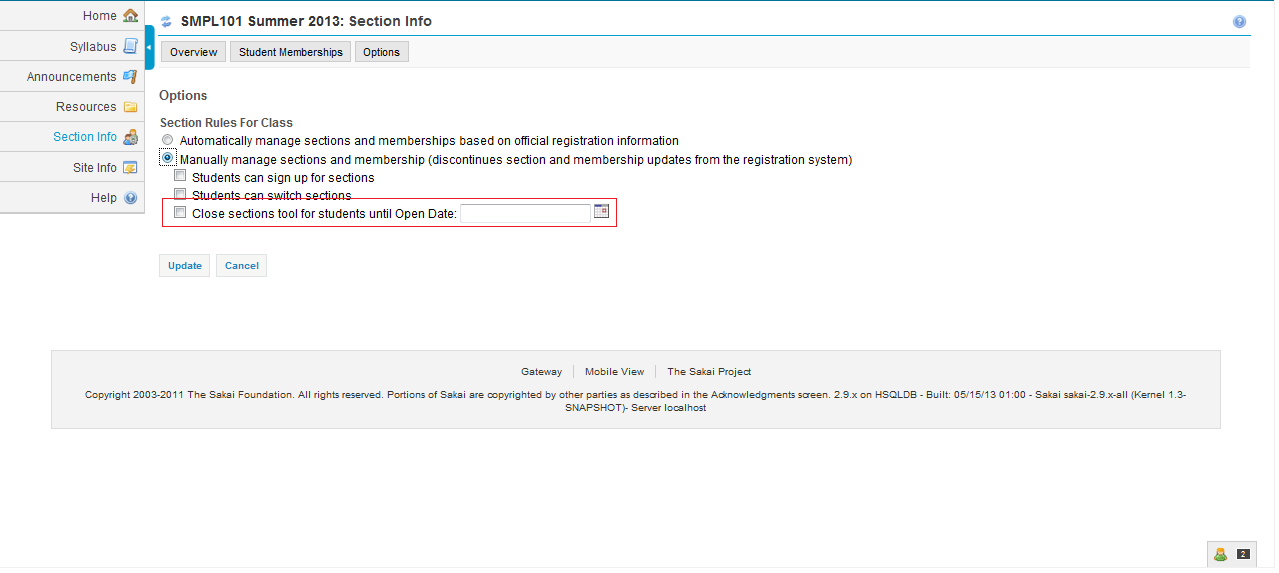 Home
Syllabus
Announcements
Resources
Section Info
Site Info
Help
SMPL101 Summer 2013: Section Info
Overview Student Memberships Options
Options
Section Rules For Class
Automatically manage sections and memberships based on official registration information
Manually manage sections and membership (discontinues section and membership updates from the registration system)
Students can sign up for sections
Students can switch sections
Close sections tool for students until Open Date:
Update Cancel
Gateway Mobile View The Sakai Project
Copyright 2003-2011 The Sakai Foundation. All rights reserved. Portions of Sakai are copyrighted by other parties as described in the Acknowledgments screen. 2.9.x on HSQLDB - Built: 05/15/13 01:00 - Sakai sakai-2.9.x-all (Kernel 1.3-
SNAPSHOT)- Server localhost
2